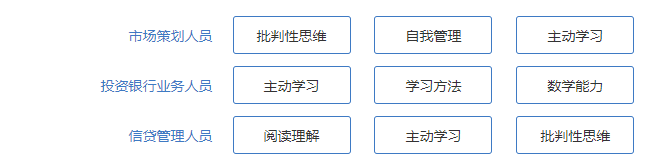 市场策划人员 批判性思维 自我管理 主动学习
投资银行业务人员 主动学习 学习方法 数学能力
信贷管理人员 阅读理解 主动学习 批判性思维